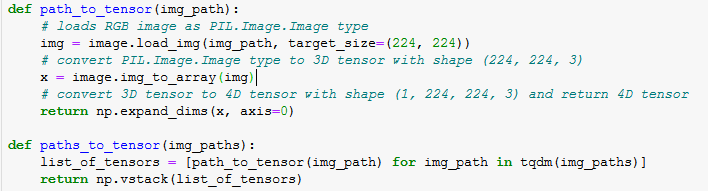 def path_to_tensor(img_path):
    # loads RGB image as PIL.Image.Image type
    img = image.load_img(img_path, target_size=(224, 224))
    # convert PIL.Image.Image type to 3D tensor with shape (224, 224, 3)
    x = image.img_to_array(img)
    # convert 3D tensor to 4D tensor with shape (1, 224, 224, 3) and return 4D tensor
    return np.expand_dims(x, axis=0)

def paths_to_tensor(img_paths):
    list_of_tensors = [path_to_tensor(img_path) for img_path in tqdm(img_paths)]
    return np.vstack(list_of_tensors)